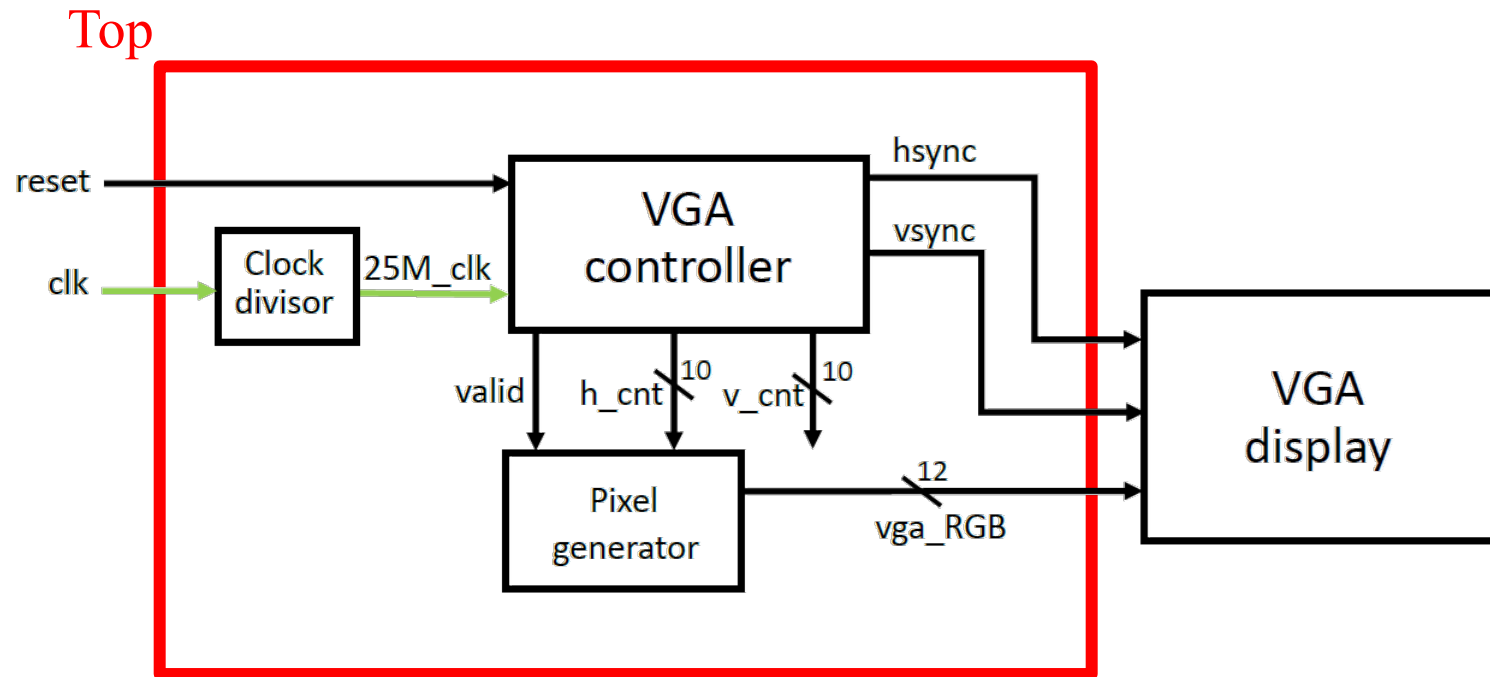 Top
reset
clk
Clock
divisor
25M_clk
VGA
controller
hsync
vsync
valid
h_cnt
10
v_cnt
10
Pixel
generator
12
vga_RGB
VGA
display